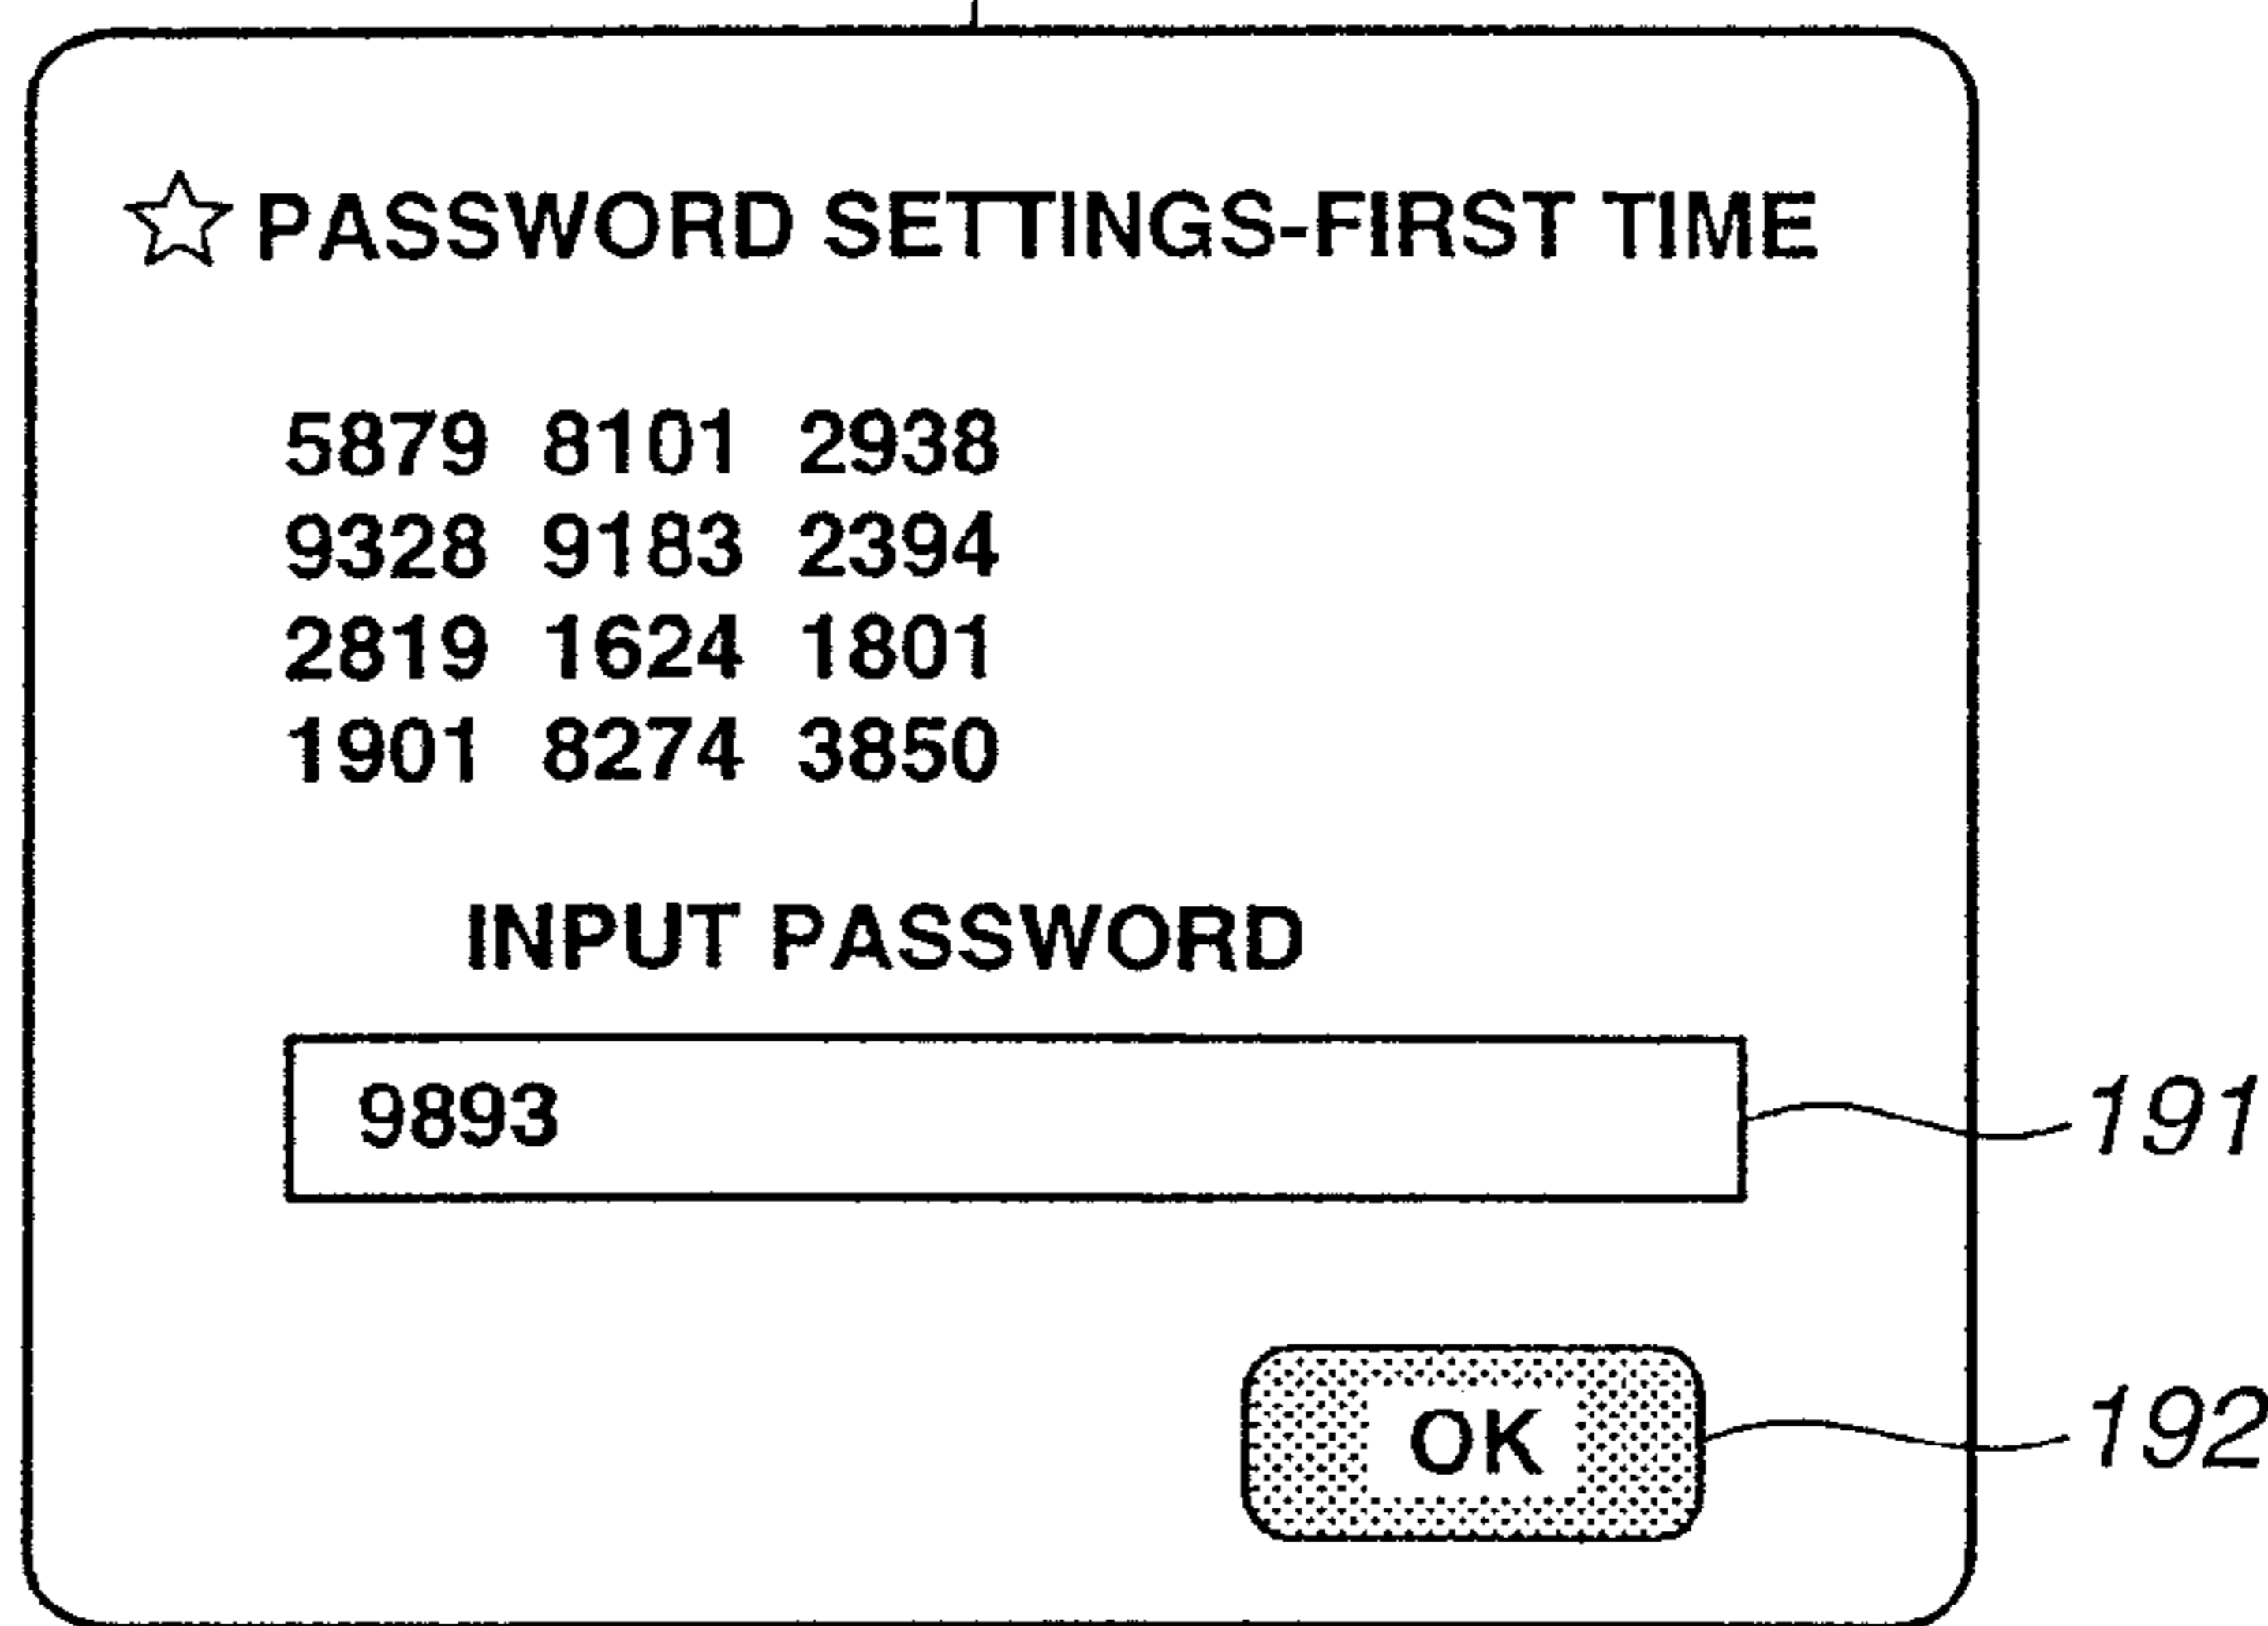 ☆PASSWORD SETTINGS-FIRST TIME
5879 8101 2938
9328 9183 2394
2819 1624 1801
1901 8274 3850
INPUT PASSWORD
9893
191
OK
192